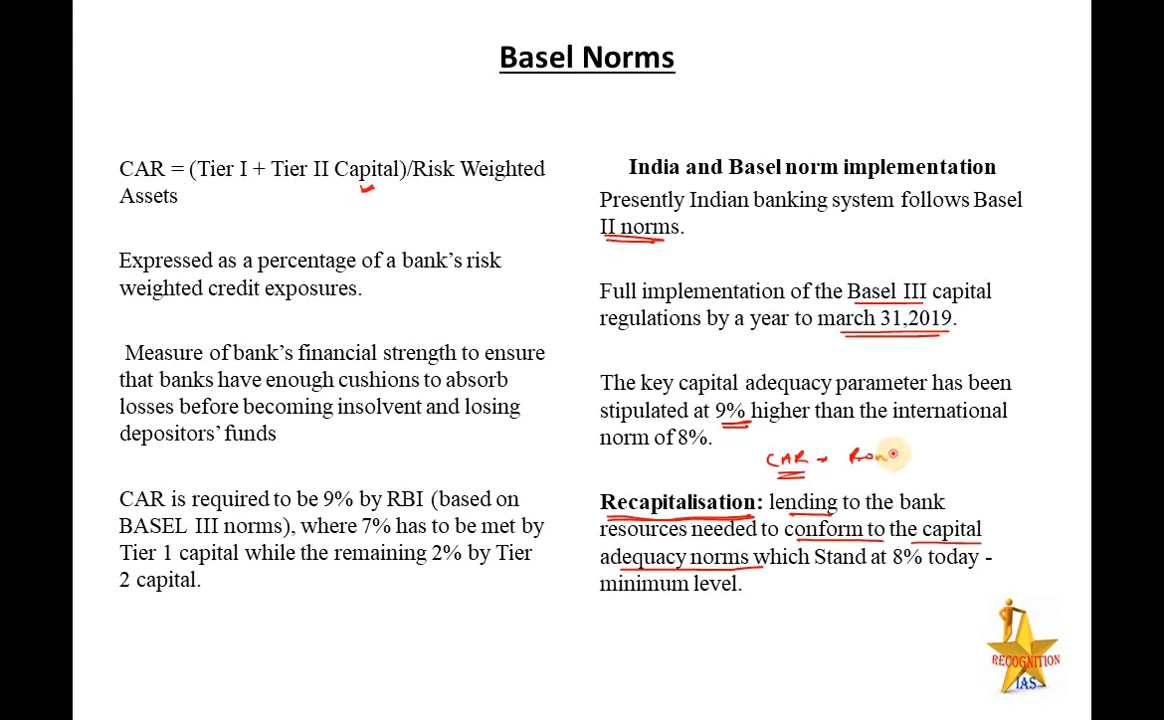 Basel Norms
CAR = (Tier I + Tier II Capital)/Risk Weighted
Assets
Expressed as a percentage of a bank's risk
weighted credit exposures.
Measure of bank's financial strength to ensure
that banks have enough cushions to absorb
losses before becoming insolvent and losing
depositors' funds
CAR is required to be 9% by RBI (based on
BASEL III norms), where 7% has to be met by
Tier 1 capital while the remaining 2% by Tier
2 capital.
India and Basel norm implementation
Presently Indian banking system follows Basel
II norms.
Full implementation of the Basel III capital
regulations by a year to march 31,2019.
The key capital adequacy parameter has been
stipulated at 9% higher than the international
norm of 8%.
CAR
Recapitalisation: lending to the bank
resources needed to conform to the capital
adequacy norms which Stand at 8% today -
minimum level.
RECOGNITION
IAS